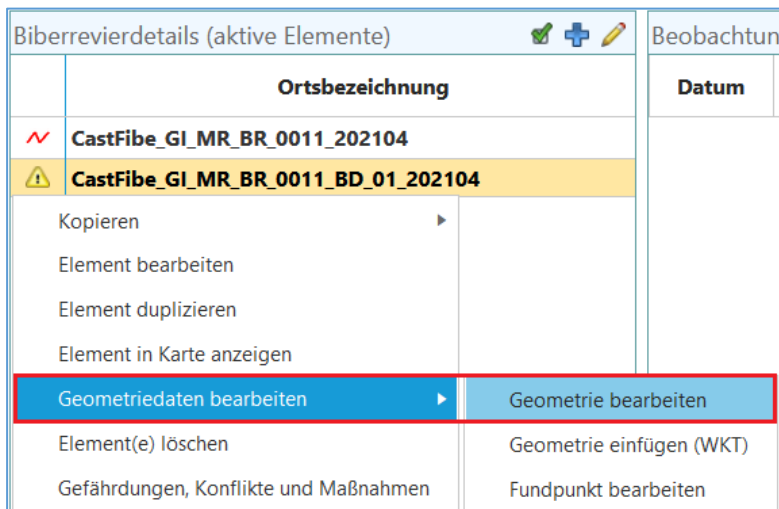 Biberrevierdetails (aktive Elemente)
Beobachtun
Ortsbezeichnung
Datum
CastFibe_GI_MR_BR_0011_202104
CastFibe_GI_MR_BR_0011_BD_01_202104
Kopieren
Element bearbeiten
Element duplizieren
Element in Karte anzeigen
Geometriedaten bearbeiten
Geometrie bearbeiten
Element(e) löschen
Geometrie einfügen (WKT)
Gefährdungen, Konflikte und Maßnahmen
Fundpunkt bearbeiten